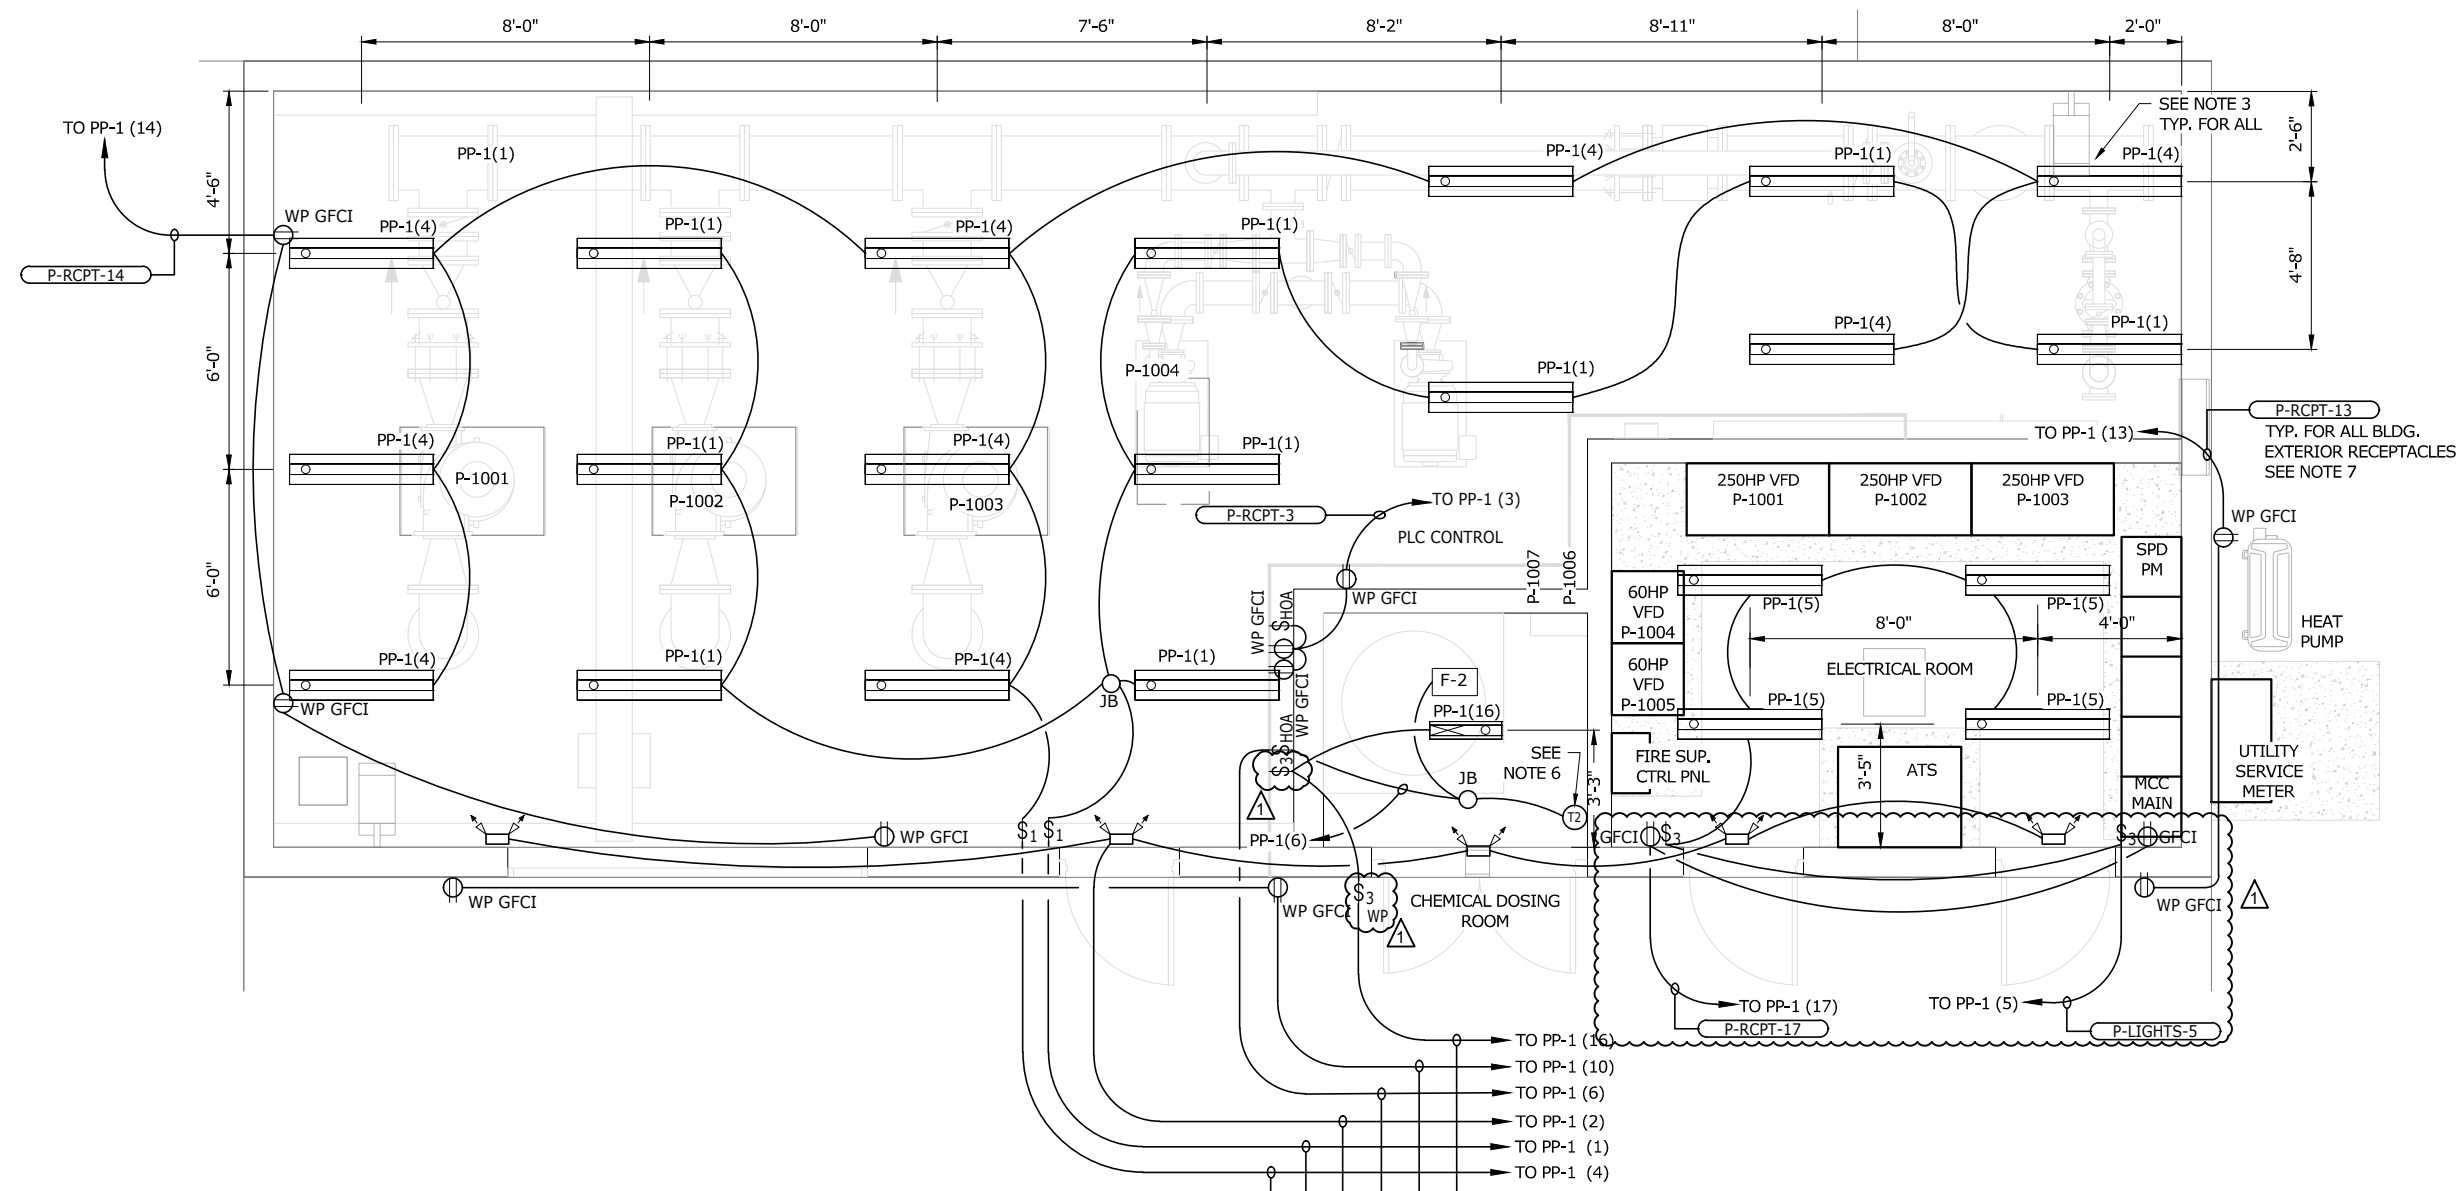 8'-0"
8'-0"
7'-6"
8'-2"
8'-11"
8'-0"
2'-0"
SEE NOTE 3
TYP. FOR ALL
TO PP-1 (14)
PP-1(1)
PP-1(4)
PP-1(1)
PP-1(4)
2'-6"
4'-6"
WP GFCI
PP-1(4)
PP-1(1)
PP-1(4)
PP-1(1)
P-RCPT-14
4'-8"
PP-1(4)
PP-1(1)
6'-0"
P-1004
PP-1(1)
P-RCPT-13
TYP. FOR ALL BLDG.
EXTERIOR RECEPTACLES
SEE NOTE 7
TO PP-1 (13)
PP-1(4)
PP-1(1)
PP-1(4)
PP-1(1)
P-1001
P-1002
P-1003
250HP VFD
P-1001
250HP VFD
P-1002
250HP VFD
P-1003
TO PP-1 (3)
P-RCPT-3
PLC CONTROL
WP GFCI
SPD
PM
P-1007
P-1006
6'-0"
WP GFCI
WP GFCI
SHOA
60HP
VFD
P-1004
PP-1(5)
PP-1(5)
8'-0"
4'-0"
HEAT
PUMP
PP-1(4)
PP-1(1)
PP-1(4)
PP-1(1)
60HP
VFD
P-1005
ELECTRICAL ROOM
F-2
WP GFCI
JB
PP-1(16)
PP-1(5)
PP-1(5)
WP GFCI
SHOA
S3
SEE
NOTE 6
3'-3"
FIRE SUP.
CTRL PNL
3'-5"
ATS
UTILITY
SERVICE
METER
JB
MCC
MAIN
1
T2
S1
S1
WP GFCI
PP-1(6)
GFCI
S3
S3
GFCI
WP GFCI
WP GFCI
S3
WP
1
CHEMICAL DOSING
ROOM
WP GFCI
1
TO PP-1 (17)
P-RCPT-17
TO PP-1 (5)
P-LIGHTS-5
TO PP-1 (16)
TO PP-1 (10)
TO PP-1 (6)
TO PP-1 (2)
TO PP-1 (1)
TO PP-1 (4)